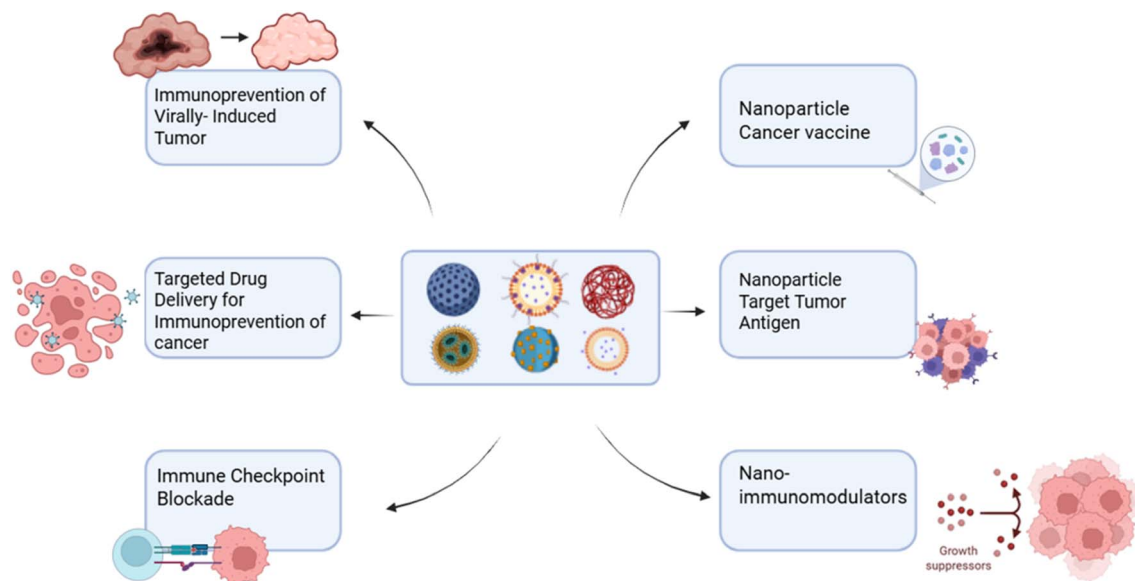 Immunoprevention of
Virally- Induced
Tumor
Nanoparticle
Cancer vaccine
Targeted Drug
Delivery for
Immunoprevention of
cancer
Nanoparticle
Target Tumor
Antigen
Immune Checkpoint
Blockade
Nano-
immunomodulators
Growth
suppressors